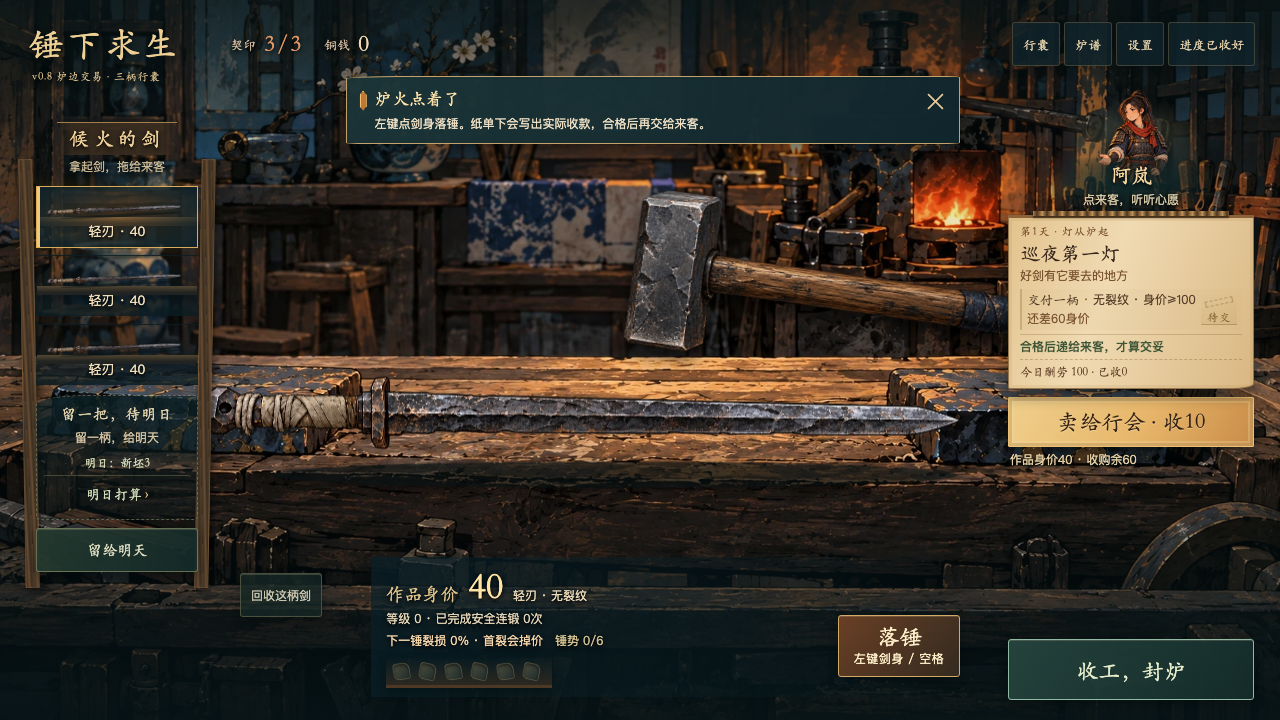 锤下求生
v0.8 炉边交易 · 三柄行囊
契印 3/3 铜钱 0
行囊
炉谱
设置
进度已收好
炉火点着了
左键点剑身落锤。纸单下会写出实际收款，合格后再交给来客。
候火的剑
拿起剑，拖给来客
轻刃 · 40
轻刃 · 40
轻刃 · 40
留一把，待明日
留一柄，给明天
明日：新坯3
明日打算 ›
留给明天
阿岚
点来客，听听心愿
第1天 · 灯从炉起
巡夜第一灯
好剑有它要去的地方
交付一柄 · 无裂纹 · 身价≥100
还差60身价
待交
合格后递给来客，才算交妥
今日酬劳 100 · 已收0
卖给行会 · 收10
作品身价40 · 收购余60
回收这柄剑
作品身价 40 轻刃 · 无裂纹
等级 0 · 已完成安全连锻 0次
下一锤裂损 0% · 首裂会掉价 锤势 0/6
落锤
左键剑身 / 空格
收工，封炉